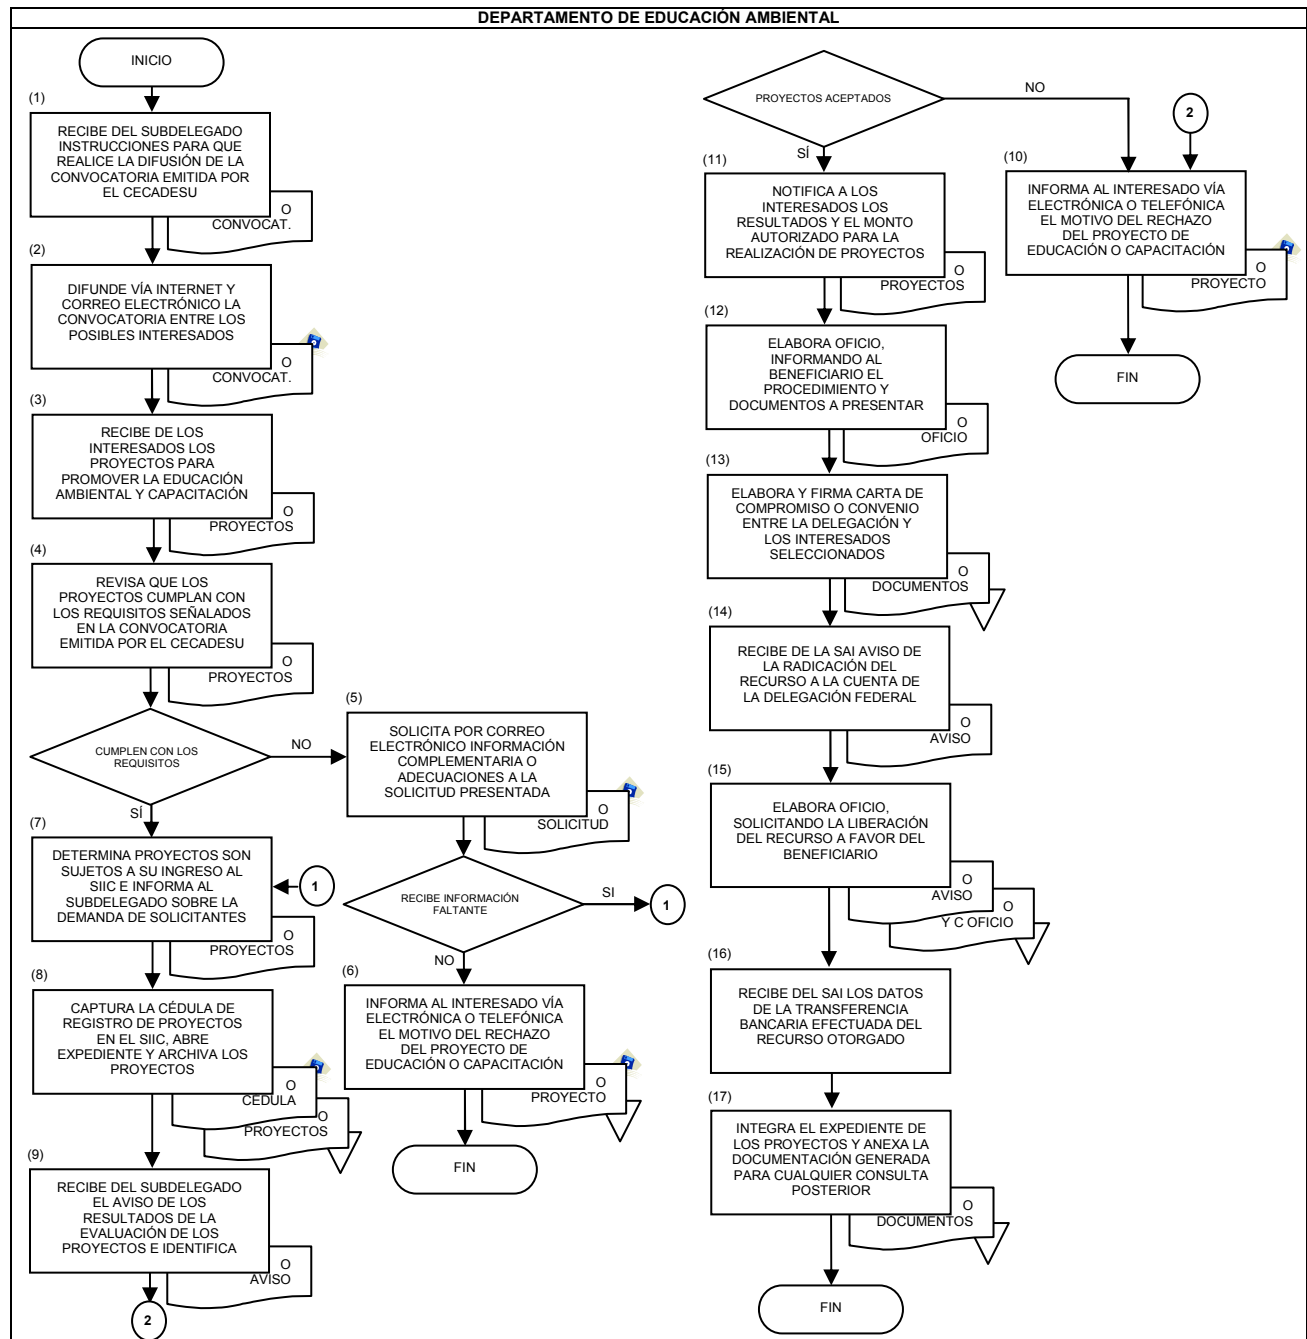 DEPARTAMENTO DE EDUCACIÓN AMBIENTAL
INICIO
(1)
RECIBE DEL SUBDELEGADO
INSTRUCCIONES PARA QUE
REALICE LA DIFUSIÓN DE LA
CONVOCATORIA EMITIDA POR
EL CECADESU
O
CONVOCAT.
(2)
DIFUNDE VÍA INTERNET Y
CORREO ELECTRÓNICO LA
CONVOCATORIA ENTRE LOS
POSIBLES INTERESADOS
O
CONVOCAT.
(3)
RECIBE DE LOS
INTERESADOS LOS
PROYECTOS PARA
PROMOVER LA EDUCACIÓN
AMBIENTAL Y CAPACITACIÓN
O
PROYECTOS
(4)
REVISA QUE LOS
PROYECTOS CUMPLAN CON
LOS REQUISITOS SEÑALADOS
EN LA CONVOCATORIA
EMITIDA POR EL CECADESU
O
PROYECTOS
CUMPLEN CON LOS
REQUISITOS
NO
SÍ
(5)
SOLICITA POR CORREO
ELECTRÓNICO INFORMACIÓN
COMPLEMENTARIA O
ADECUACIONES A LA
SOLICITUD PRESENTADA
O
SOLICITUD
RECIBE INFORMACIÓN
FALTANTE
SI
1
NO
(6)
INFORMA AL INTERESADO VÍA
ELECTRÓNICA O TELEFÓNICA
EL MOTIVO DEL RECHAZO
DEL PROYECTO DE
EDUCACIÓN O CAPACITACIÓN
O
PROYECTO
FIN
(7)
DETERMINA PROYECTOS SON
SUJETOS A SU INGRESO AL
SIIC E INFORMA AL
SUBDELEGADO SOBRE LA
DEMANDA DE SOLICITANTES
1
O
PROYECTOS
(8)
CAPTURA LA CÉDULA DE
REGISTRO DE PROYECTOS
EN EL SIIC, ABRE
EXPEDIENTE Y ARCHIVA LOS
PROYECTOS
O
CEDULA
O
PROYECTOS
(9)
RECIBE DEL SUBDELEGADO
EL AVISO DE LOS
RESULTADOS DE LA
EVALUACIÓN DE LOS
PROYECTOS E IDENTIFICA
O
AVISO
2
PROYECTOS ACEPTADOS
NO
SÍ
2
(10)
INFORMA AL INTERESADO VÍA
ELECTRÓNICA O TELEFÓNICA
EL MOTIVO DEL RECHAZO
DEL PROYECTO DE
EDUCACIÓN O CAPACITACIÓN
O
PROYECTO
FIN
(11)
NOTIFICA A LOS
INTERESADOS LOS
RESULTADOS Y EL MONTO
AUTORIZADO PARA LA
REALIZACIÓN DE PROYECTOS
O
PROYECTOS
(12)
ELABORA OFICIO,
INFORMANDO AL
BENEFICIARIO EL
PROCEDIMIENTO Y
DOCUMENTOS A PRESENTAR
O
OFICIO
(13)
ELABORA Y FIRMA CARTA DE
COMPROMISO O CONVENIO
ENTRE LA DELEGACIÓN Y
LOS INTERESADOS
SELECCIONADOS
O
DOCUMENTOS
(14)
RECIBE DE LA SAI AVISO DE
LA RADICACIÓN DEL
RECURSO A LA CUENTA DE
LA DELEGACIÓN FEDERAL
O
AVISO
(15)
ELABORA OFICIO,
SOLICITANDO LA LIBERACIÓN
DEL RECURSO A FAVOR DEL
BENEFICIARIO
O
AVISO
O
Y C OFICIO
(16)
RECIBE DEL SAI LOS DATOS
DE LA TRANSFERENCIA
BANCARIA EFECTUADA DEL
RECURSO OTORGADO
(17)
INTEGRA EL EXPEDIENTE DE
LOS PROYECTOS Y ANEXA LA
DOCUMENTACIÓN GENERADA
PARA CUALQUIER CONSULTA
POSTERIOR
O
DOCUMENTOS
FIN